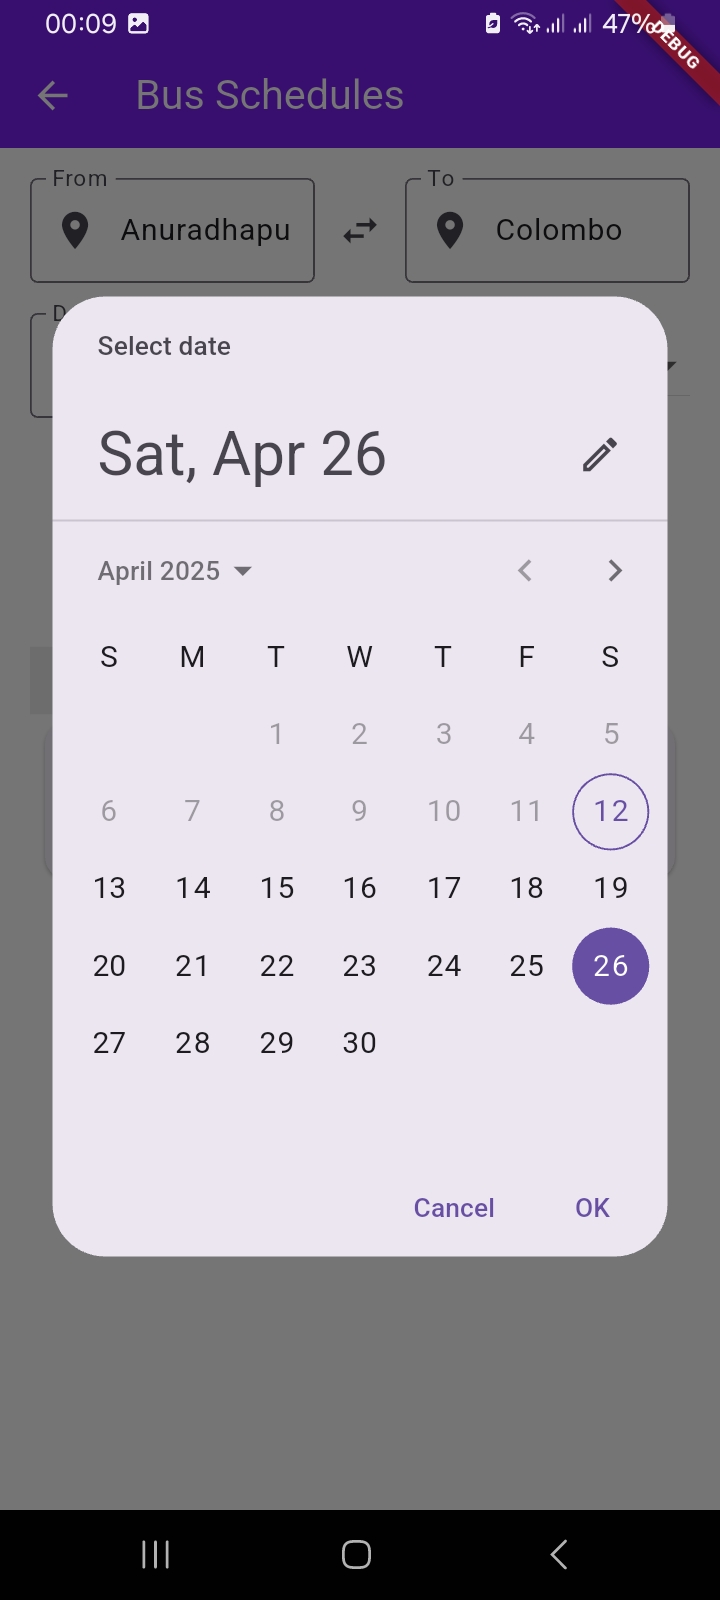 00:09 47%
DEBUG
Bus Schedules
From To
Anuradhapu Colombo
D
Select date
Sat, Apr 26
April 2025
S M T W T F S
1 2 3 4 5
6 7 8 9 10 11 12
13 14 15 16 17 18 19
20 21 22 23 24 25 26
27 28 29 30
Cancel OK